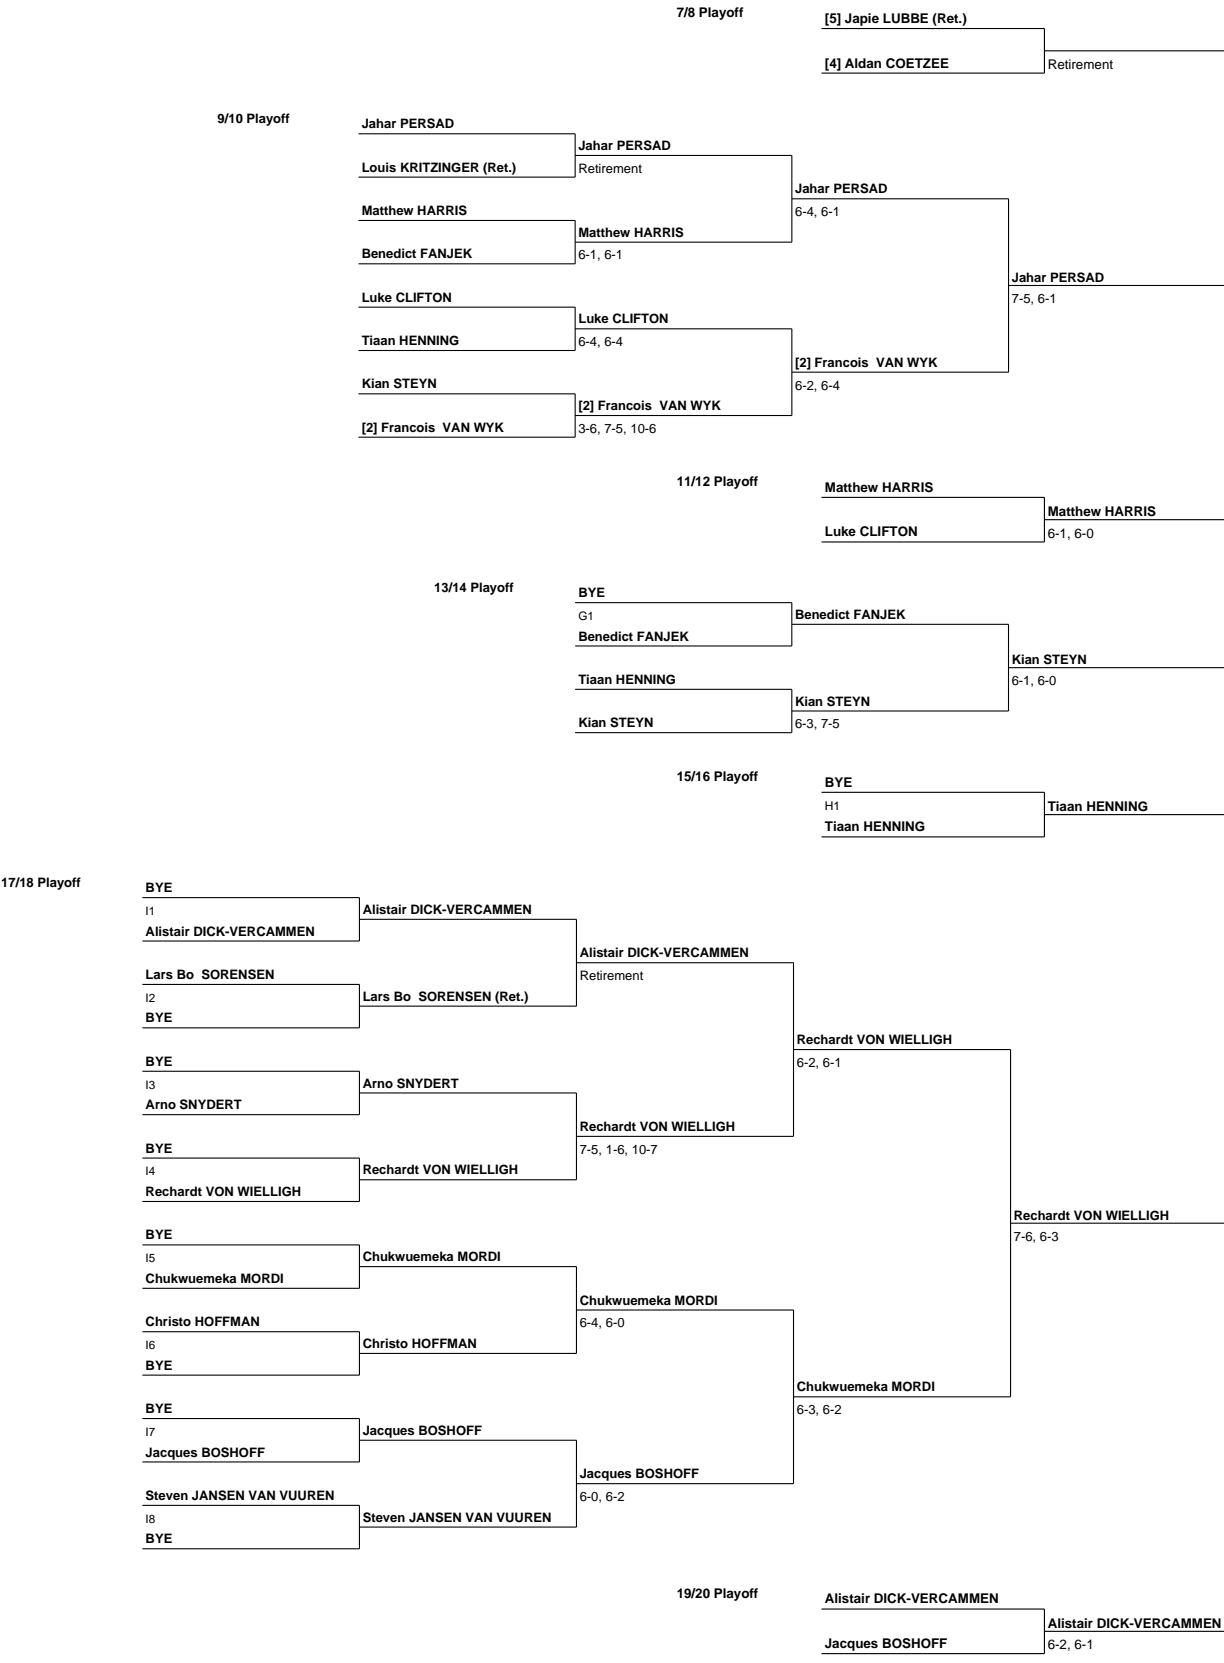 7/8 Playoff
[5] Japie LUBBE (Ret.)
[4] Aldan COETZEE
Retirement
9/10 Playoff
Jahar PERSAD
Jahar PERSAD
Louis KRITZINGER (Ret.)
Retirement
Jahar PERSAD
Matthew HARRIS
6-4, 6-1
Matthew HARRIS
Benedict FANJEK
6-1, 6-1
Jahar PERSAD
Luke CLIFTON
7-5, 6-1
Luke CLIFTON
Tiaan HENNING
6-4, 6-4
[2] Francois  VAN WYK
Kian STEYN
6-2, 6-4
[2] Francois  VAN WYK
[2] Francois  VAN WYK
3-6, 7-5, 10-6
11/12 Playoff
Matthew HARRIS
Matthew HARRIS
Luke CLIFTON
6-1, 6-0
13/14 Playoff
BYE
G1
Benedict FANJEK
Benedict FANJEK
Kian STEYN
Tiaan HENNING
6-1, 6-0
Kian STEYN
Kian STEYN
6-3, 7-5
15/16 Playoff
BYE
H1
Tiaan HENNING
Tiaan HENNING
17/18 Playoff
BYE
I1
Alistair DICK-VERCAMMEN
Alistair DICK-VERCAMMEN
Alistair DICK-VERCAMMEN
Lars Bo  SORENSEN
Retirement
I2
Lars Bo  SORENSEN (Ret.)
BYE
Rechardt VON WIELLIGH
BYE
6-2, 6-1
I3
Arno SNYDERT
Arno SNYDERT
Rechardt VON WIELLIGH
BYE
7-5, 1-6, 10-7
I4
Rechardt VON WIELLIGH
Rechardt VON WIELLIGH
Rechardt VON WIELLIGH
BYE
7-6, 6-3
I5
Chukwuemeka MORDI
Chukwuemeka MORDI
Chukwuemeka MORDI
Christo HOFFMAN
6-4, 6-0
I6
Christo HOFFMAN
BYE
Chukwuemeka MORDI
BYE
6-3, 6-2
I7
Jacques BOSHOFF
Jacques BOSHOFF
Jacques BOSHOFF
Steven JANSEN VAN VUUREN
6-0, 6-2
I8
Steven JANSEN VAN VUUREN
BYE
19/20 Playoff
Alistair DICK-VERCAMMEN
Alistair DICK-VERCAMMEN
Jacques BOSHOFF
6-2, 6-1